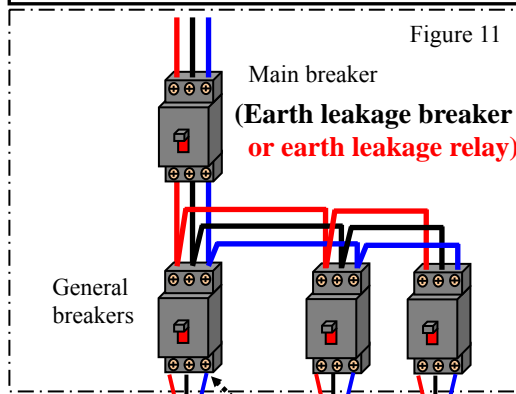 Figure 11
Main breaker
(Earth leakage breaker
or earth leakage relay)
General
breakers